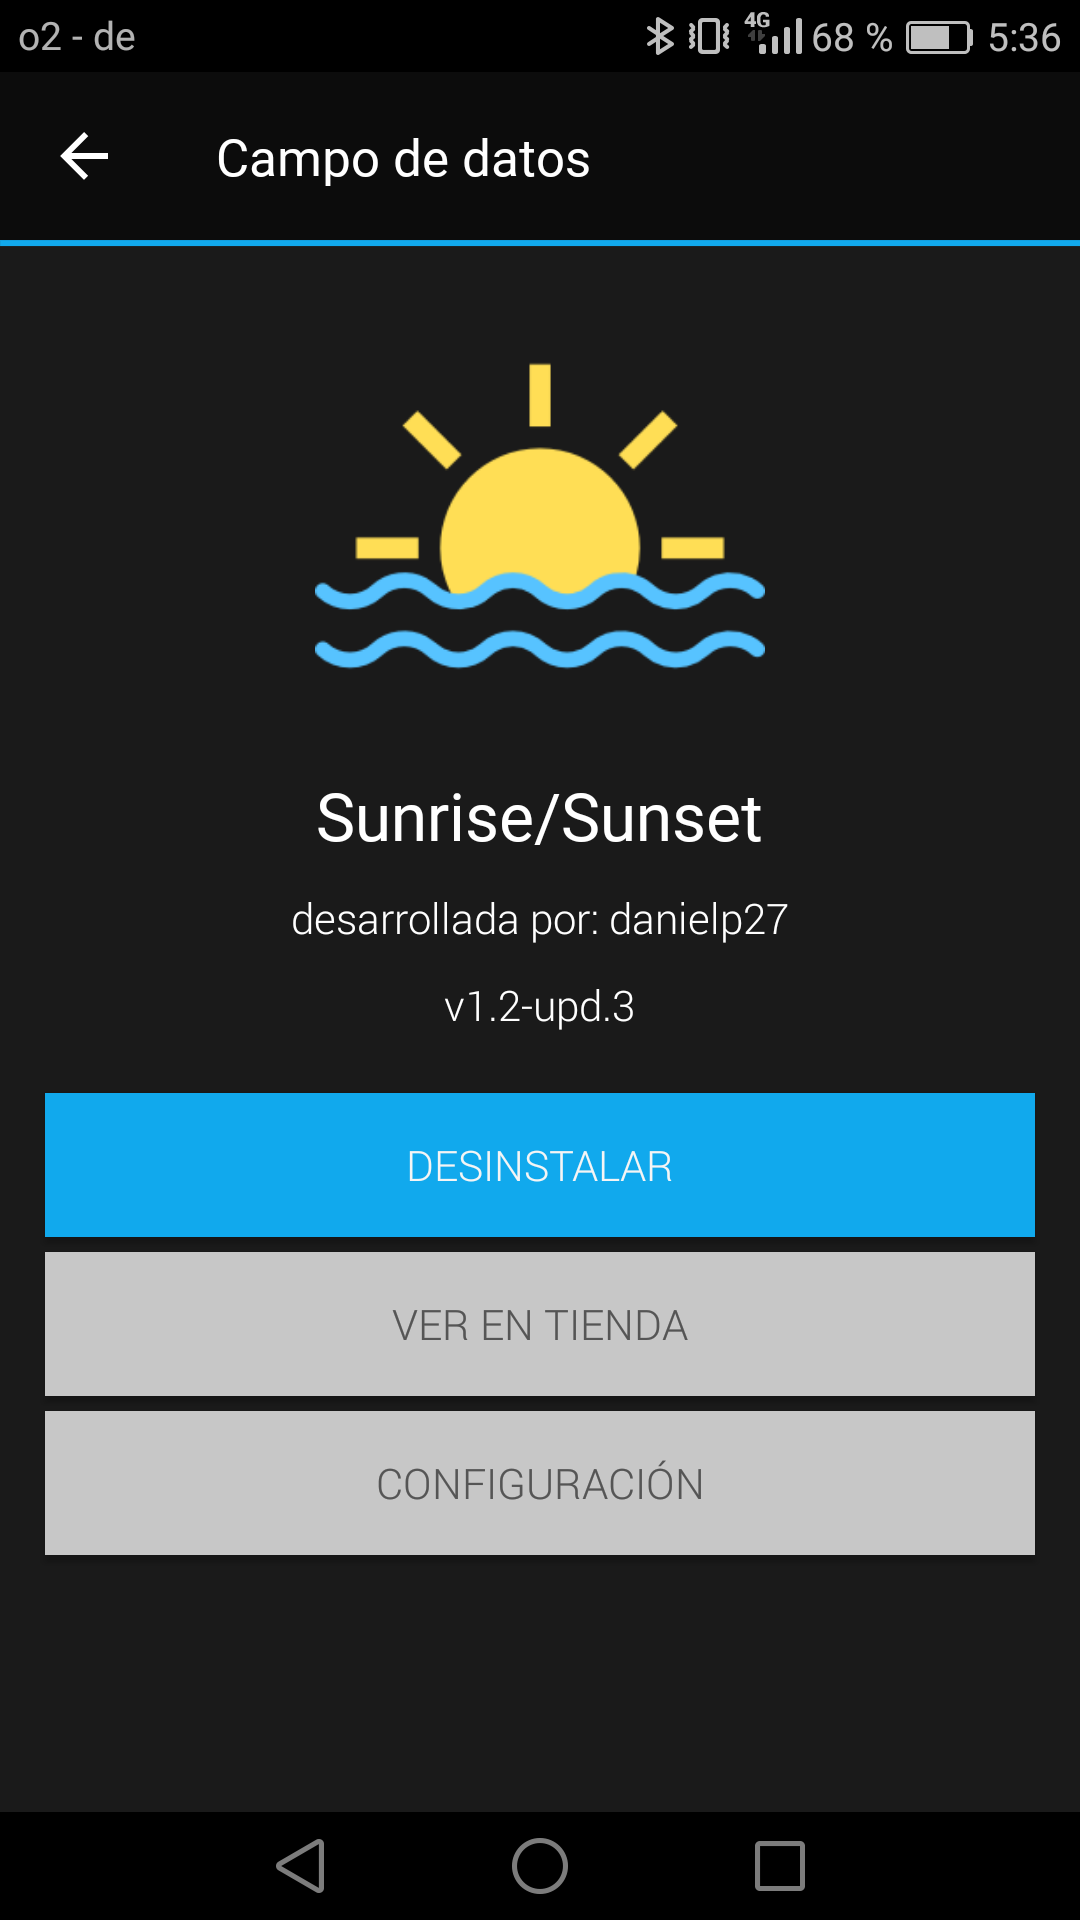 o2 - de 4G 68 % 5:36
Campo de datos
Sunrise/Sunset
desarrollada por: danielp27
v1.2-upd.3
DESINSTALAR
VER EN TIENDA
CONFIGURACIÓN